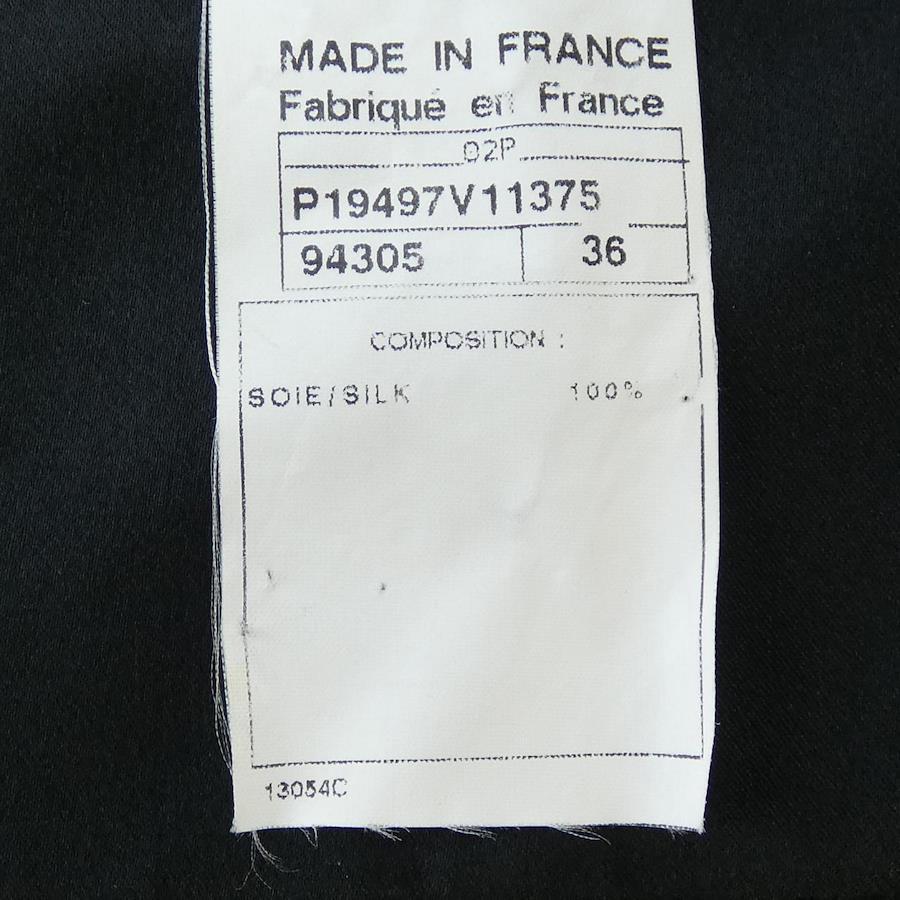 MADE IN FRANCE
Fabriqué en France
02P
P19497V11375
94305 36
COMPOSITION :
SOIE/SILK 100%
13054C